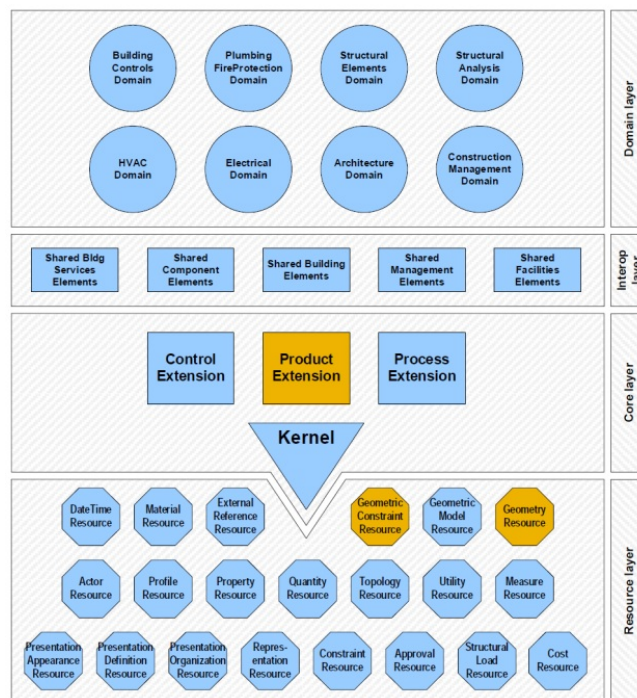 Building
Controls
Domain
Plumbing
FireProtection
Domain
Structural
Elements
Domain
Structural
Analysis
Domain
HVAC
Domain
Electrical
Domain
Architecture
Domain
Construction
Management
Domain
Domain layer
Shared Bldg
Services
Elements
Shared
Component
Elements
Shared Building
Elements
Shared
Management
Elements
Shared
Facilities
Elements
Interop
layer
Control
Extension
Product
Extension
Process
Extension
Kernel
Core layer
DateTime
Resource
Material
Resource
External
Reference
Resource
Geometric
Constraint
Resource
Geometric
Model
Resource
Geometry
Resource
Actor
Resource
Profile
Resource
Property
Resource
Quantity
Resource
Topology
Resource
Utility
Resource
Measure
Resource
Presentation
Appearance
Resource
Presentation
Definition
Resource
Presentation
Organization
Resource
Repres-
entation
Resource
Constraint
Resource
Approval
Resource
Structural
Load
Resource
Cost
Resource
Resource layer